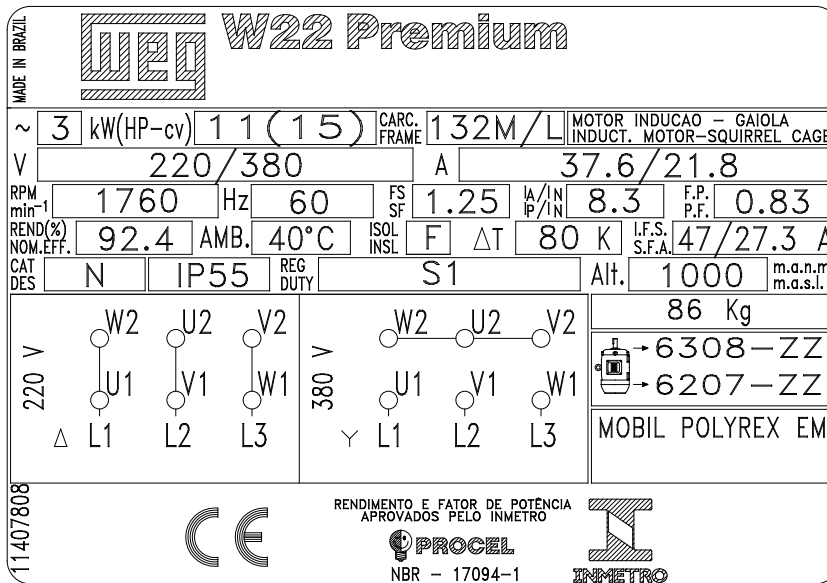 MADE IN BRAZIL
WEG
W22 Premium
~ 3 kW(HP-cv) 11(15) CARC. FRAME 132M/L MOTOR INDUCAO - GAIOLA
INDUCT. MOTOR-SQUIRREL CAGE
V 220/380 A 37.6/21.8
RPM min-1 1760 Hz 60 FS SF 1.25 IA/IN IP/IN 8.3 F.P. P.F. 0.83
REND(%) NOM.EFF. 92.4 AMB. 40°C ISOL INSL F ΔT 80 K I.F.S. S.F.A. 47/27.3 A
CAT DES N IP55 REG DUTY S1 Alt. 1000 m.a.n.m m.a.s.l.
220 V
W2 U2 V2
U1 V1 W1
Δ L1 L2 L3
380 V
W2 U2 V2
U1 V1 W1
Y L1 L2 L3
86 Kg
→ 6308-ZZ
→ 6207-ZZ
MOBIL POLYREX EM
11407808
CE
RENDIMENTO E FATOR DE POTÊNCIA
APROVADOS PELO INMETRO
PROCEL
NBR - 17094-1
INMETRO